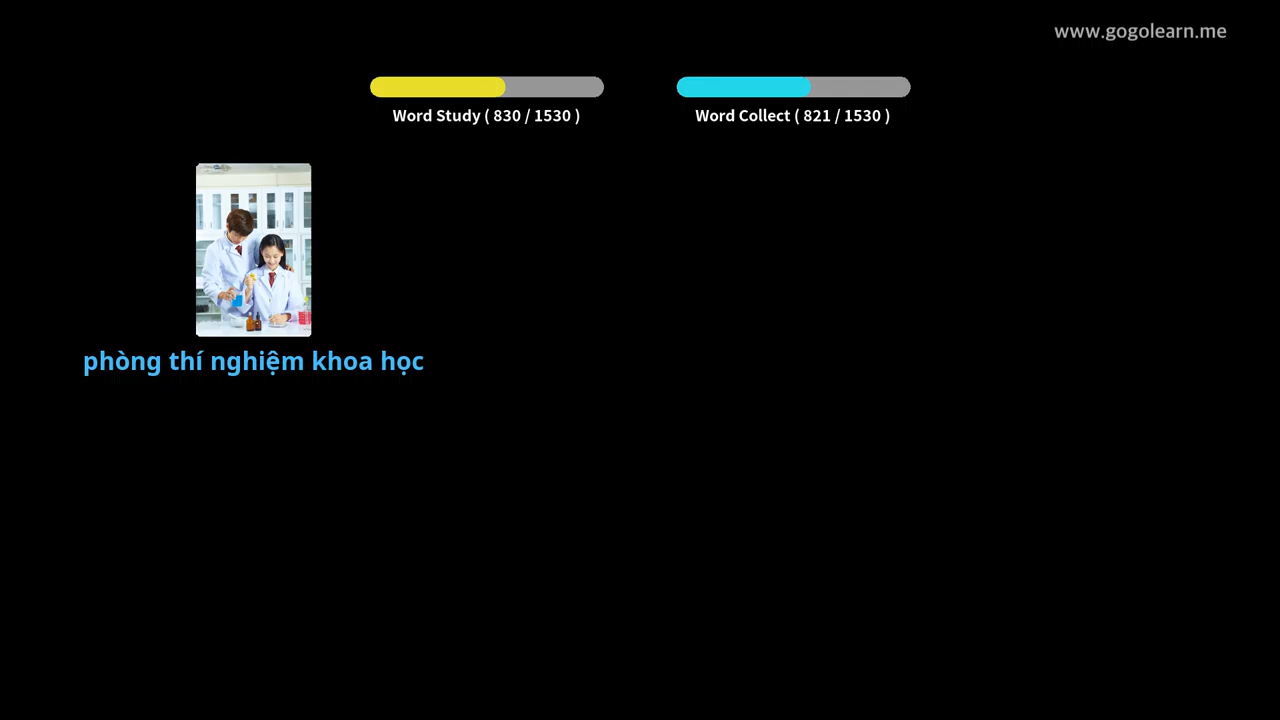 www.gogolearn.me
Word Study ( 830 / 1530 )
Word Collect ( 821 / 1530 )
phòng thí nghiệm khoa học